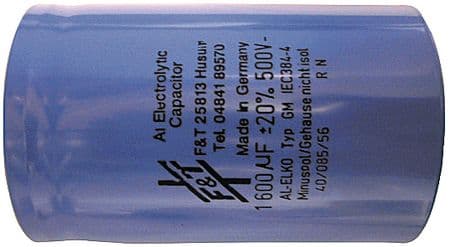 Al Electrolytic
Capacitor
F&T 25813 Husum
Tel. 04841 89570
Made in Germany
F&T
1600µF ±20% 500V-
AL-ELKO Typ GM IEC384-4
Minuspol/Gehause nicht isol
40/085/56
R N